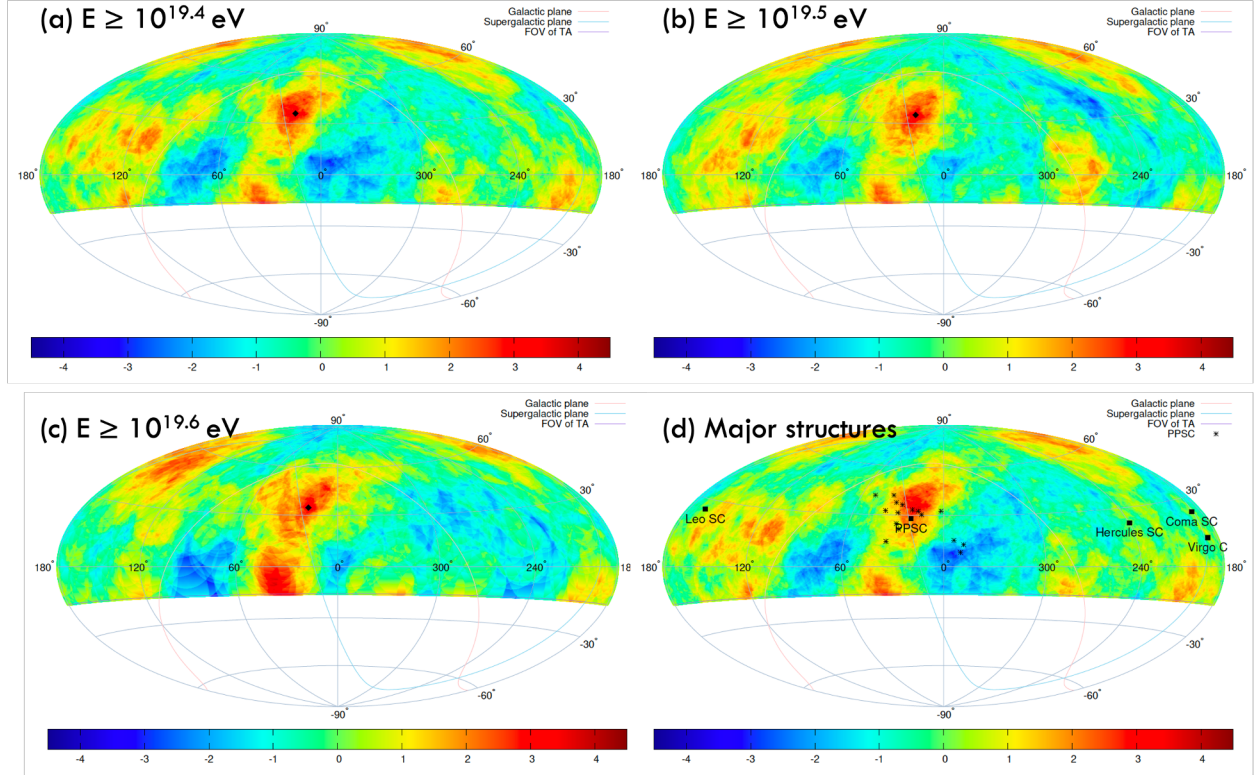 (a) E ≥ 10^19.4 eV
Galactic plane
Supergalactic plane
FOV of TA
90°
60°
30°
180° 120° 60° 0° 300° 240° 180°
-30°
-60°
-90°
-4 -3 -2 -1 0 1 2 3 4
(b) E ≥ 10^19.5 eV
Galactic plane
Supergalactic plane
FOV of TA
90°
60°
30°
180° 120° 60° 0° 300° 240° 180°
-30°
-60°
-90°
-4 -3 -2 -1 0 1 2 3 4
(c) E ≥ 10^19.6 eV
Galactic plane
Supergalactic plane
FOV of TA
90°
60°
30°
180° 120° 60° 0° 300° 240° 180°
-30°
-60°
-90°
-4 -3 -2 -1 0 1 2 3 4
(d) Major structures
Galactic plane
Supergalactic plane
FOV of TA
PPSC
90°
60°
30°
Leo SC
PPSC
Coma SC
Hercules SC
Virgo C
180° 120° 60° 0° 300° 240° 180°
-30°
-60°
-90°
-4 -3 -2 -1 0 1 2 3 4